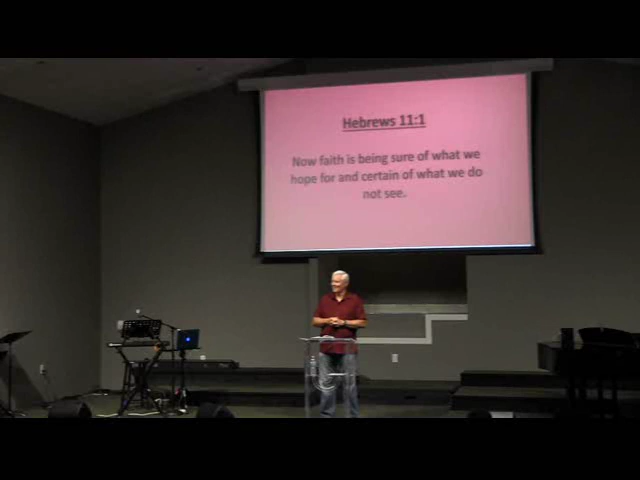 Hebrews 11:1
Now faith is being sure of what we
hope for and certain of what we do
not see.